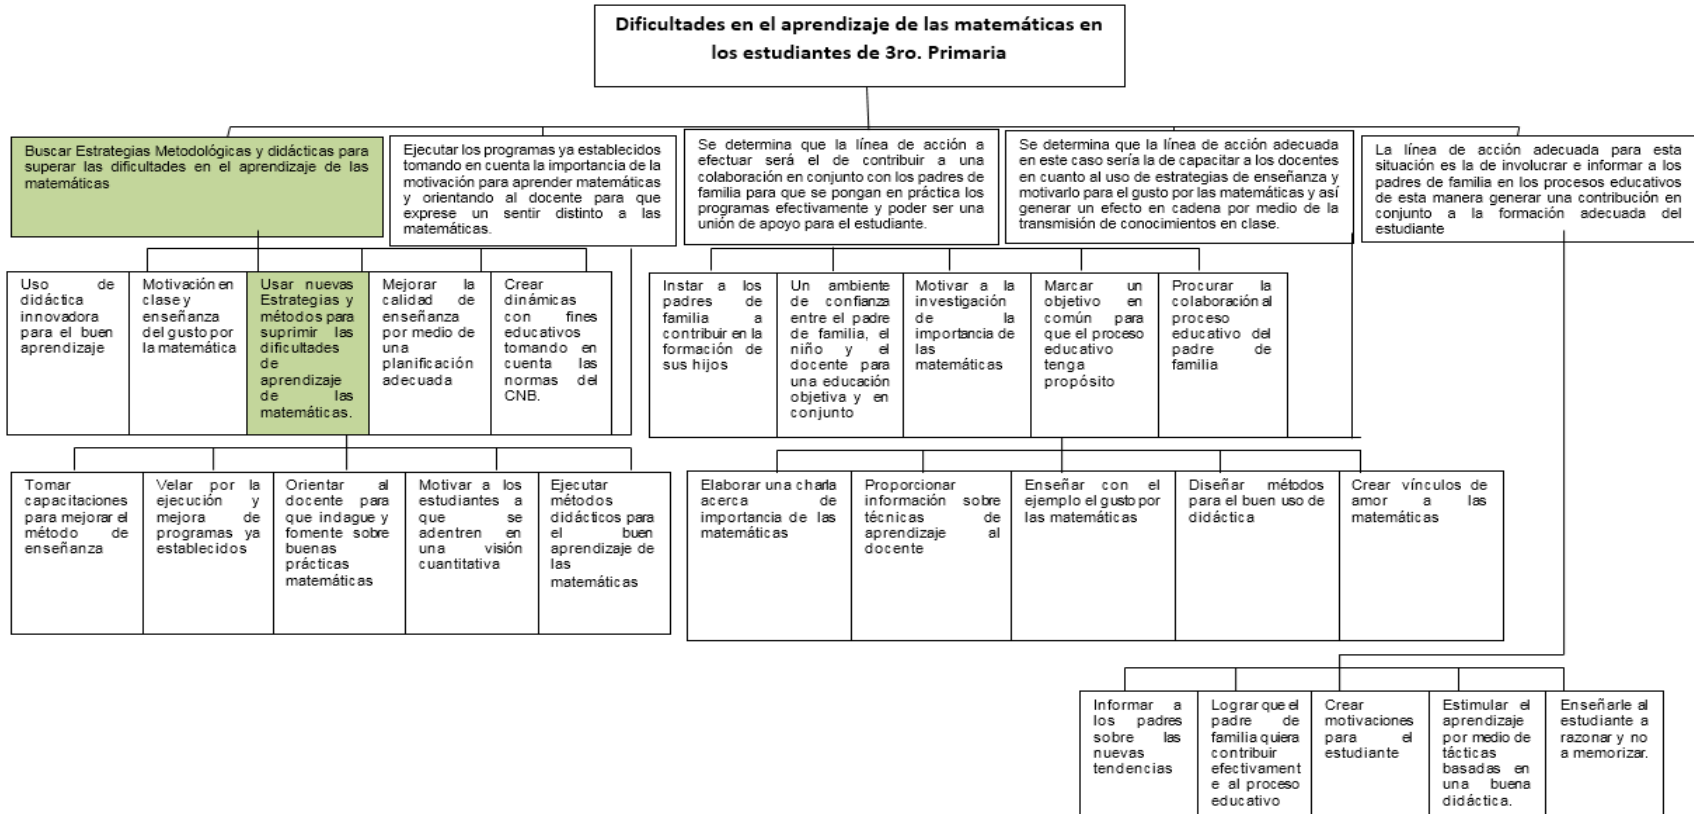 Dificultades en el aprendizaje de las matemáticas en
los estudiantes de 3ro. Primaria
Buscar Estrategias Metodológicas y didácticas para
superar las dificultades en el aprendizaje de las
matemáticas
Ejecutar los programas ya establecidos
tomando en cuenta la importancia de la
motivación para aprender matemáticas
y orientando al docente para que
exprese un sentir distinto a las
matemáticas.
Se determina que la línea de acción a
efectuar será el de contribuir a una
colaboración en conjunto con los padres de
familia para que se pongan en práctica los
programas efectivamente y poder ser una
unión de apoyo para el estudiante.
Se determina que la línea de acción adecuada
en este caso sería la de capacitar a los docentes
en cuanto al uso de estrategias de enseñanza y
motivarlo para el gusto por las matemáticas y así
generar un efecto en cadena por medio de la
transmisión de conocimientos en clase.
La línea de acción adecuada para esta
situación es la de involucrar e informar a los
padres de familia en los procesos educativos
de esta manera generar una contribución en
conjunto a la formación adecuada del
estudiante
Uso de
didáctica
innovadora
para el buen
aprendizaje
Motivación en
clase y
enseñanza
del gusto por
la matemática
Usar nuevas
Estrategias y
métodos para
suprimir las
dificultades
de
aprendizaje
de las
matemáticas.
Mejorar la
calidad de
enseñanza
por medio de
una
planificación
adecuada
Crear
dinámicas
con fines
educativos
tomando en
cuenta las
normas del
CNB.
Instar a los
padres de
familia a
contribuir en la
formación de
sus hijos
Un ambiente
de confianza
entre el padre
de familia, el
niño y el
docente para
una educación
objetiva y en
conjunto
Motivar a la
investigación
de la
importancia de
las
matemáticas
Marcar un
objetivo en
común para
que el proceso
educativo
tenga
propósito
Procurar la
colaboración al
proceso
educativo del
padre de
familia
Tomar
capacitaciones
para mejorar el
método de
enseñanza
Velar por la
ejecución y
mejora de
programas ya
establecidos
Orientar al
docente para
que indague y
fomente sobre
buenas
prácticas
matemáticas
Motivar a los
estudiantes a
que se
adentren en
una visión
cuantitativa
Ejecutar
métodos
didácticos para
el buen
aprendizaje de
las
matemáticas
Elaborar una charla
acerca de
importancia de las
matemáticas
Proporcionar
información sobre
técnicas de
aprendizaje al
docente
Enseñar con el
ejemplo el gusto por
las matemáticas
Diseñar métodos
para el buen uso de
didáctica
Crear vínculos de
amor a las
matemáticas
Informar a
los padres
sobre las
nuevas
tendencias
Lograr que el
padre de
familia quiera
contribuir
efectivament
e al proceso
educativo
Crear
motivaciones
para el
estudiante
Estimular el
aprendizaje
por medio de
tácticas
basadas en
una buena
didáctica.
Enseñarle al
estudiante a
razonar y no
a memorizar.